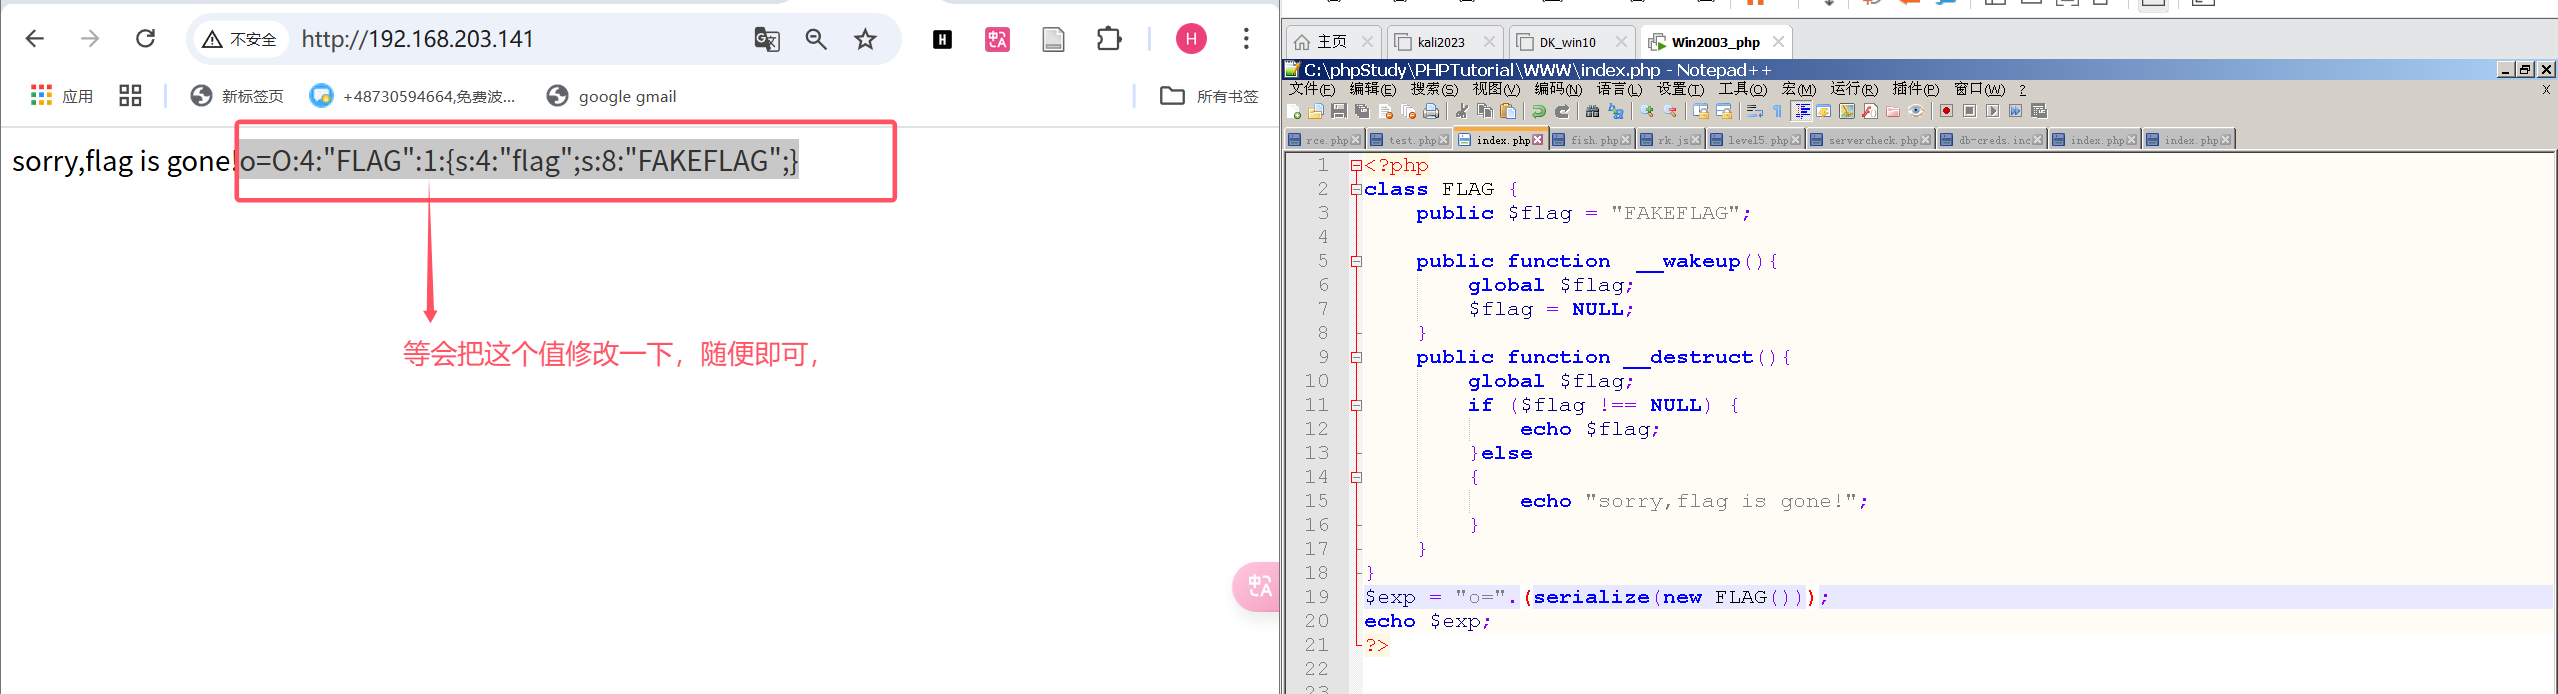 不安全 http://192.168.203.141
H
H
应用 新标签页 +48730594664,免费波... google gmail 所有书签
sorry,flag is gone!o=O:4:"FLAG":1:{s:4:"flag";s:8:"FAKEFLAG";}
等会把这个值修改一下，随便即可，
主页 kali2023 DK_win10 Win2003_php
C:\phpStudy\PHPTutorial\WWW\index.php - Notepad++
文件(F) 编辑(E) 搜索(S) 视图(V) 编码(N) 语言(L) 设置(T) 工具(O) 宏(M) 运行(R) 插件(P) 窗口(W) ? X
rce.php test.php index.php fish.php rk.js level5.php servercheck.php db-creds.inc index.php index.php
1 <?php
2 class FLAG {
3 public $flag = "FAKEFLAG";
4
5 public function __wakeup(){
6 global $flag;
7 $flag = NULL;
8 }
9 public function __destruct(){
10 global $flag;
11 if ($flag !== NULL) {
12 echo $flag;
13 }else
14 {
15 echo "sorry,flag is gone!";
16 }
17 }
18 }
19 $exp = "o=".(serialize(new FLAG()));
20 echo $exp;
21 ?>
22
23